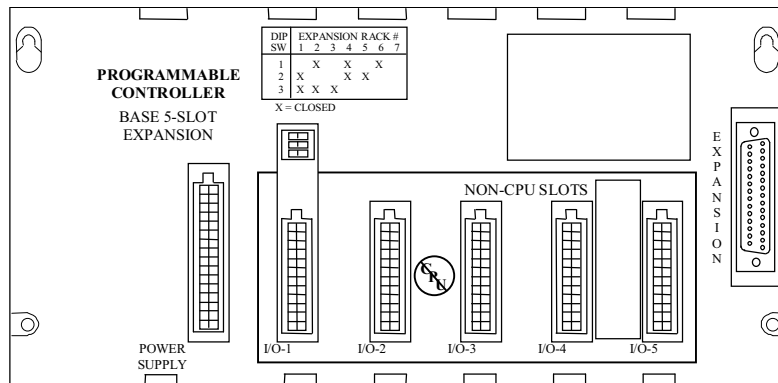 DIP EXPANSION RACK #
SW 1 2 3 4 5 6 7
1 X X X
2 X X X
3 X X X
X = CLOSED
PROGRAMMABLE
CONTROLLER
BASE 5-SLOT
EXPANSION
EXPANSION
NON-CPU SLOTS
CPU
POWER
SUPPLY
I/O-1 I/O-2 I/O-3 I/O-4 I/O-5